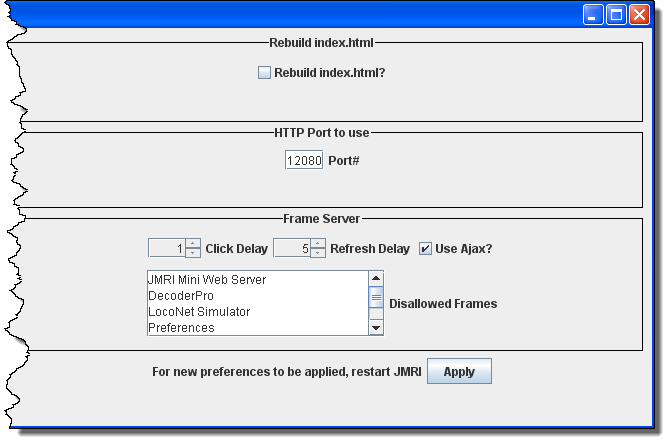 Rebuild index.html
Rebuild index.html?
HTTP Port to use
12080 Port#
Frame Server
1 Click Delay 5 Refresh Delay Use Ajax?
JMRI Mini Web Server
DecoderPro
LocoNet Simulator
Preferences
Disallowed Frames
For new preferences to be applied, restart JMRI Apply